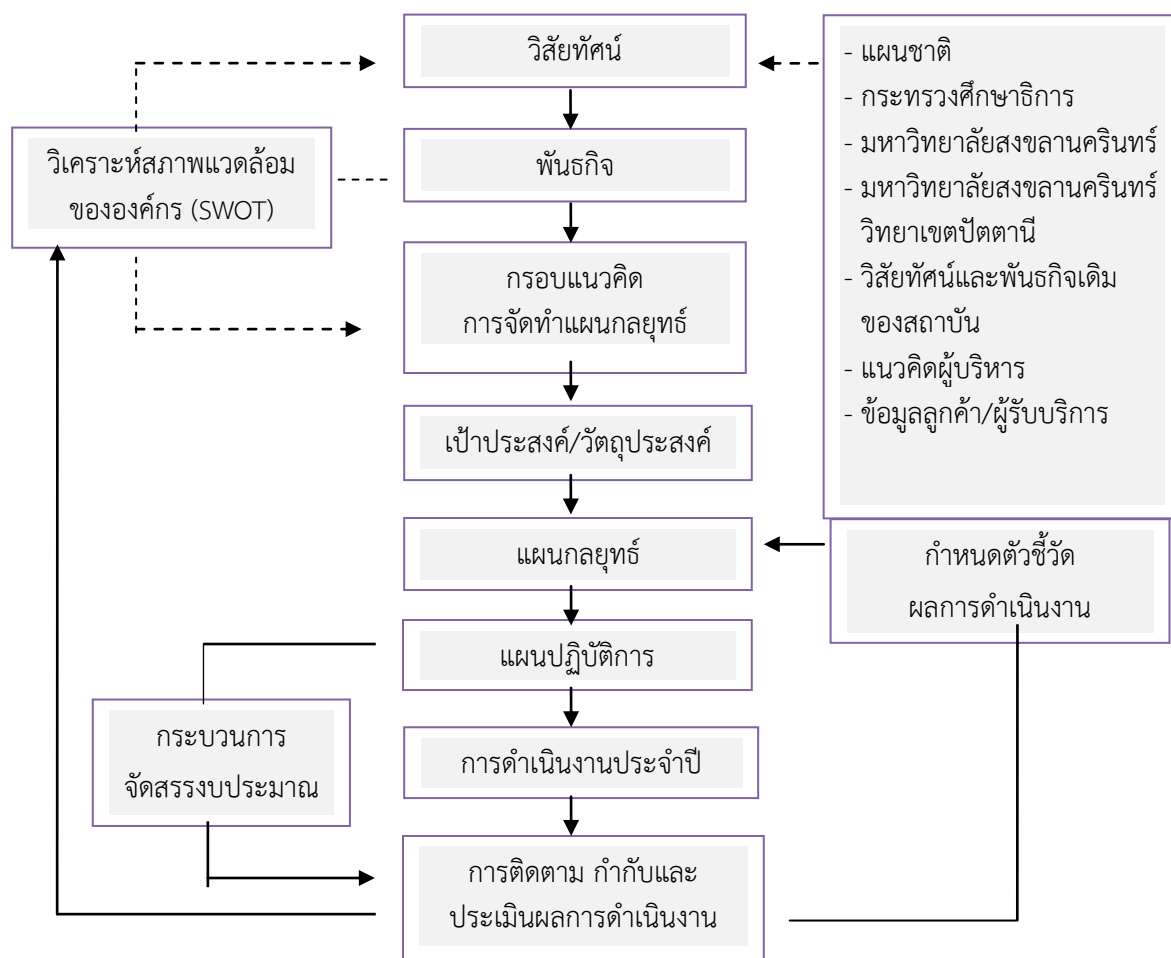 วิสัยทัศน์
- แผนชาติ
- กระทรวงศึกษาธิการ
- มหาวิทยาลัยสงขลานครินทร์
- มหาวิทยาลัยสงขลานครินทร์
วิทยาเขตปัตตานี
- วิสัยทัศน์และพันธกิจเดิม
ของสถาบัน
- แนวคิดผู้บริหาร
- ข้อมูลลูกค้า/ผู้รับบริการ
วิเคราะห์สภาพแวดล้อม
ขององค์กร (SWOT)
พันธกิจ
กรอบแนวคิด
การจัดทำแผนกลยุทธ์
เป้าประสงค์/วัตถุประสงค์
แผนกลยุทธ์
กำหนดตัวชี้วัด
ผลการดำเนินงาน
แผนปฏิบัติการ
กระบวนการ
จัดสรรงบประมาณ
การดำเนินงานประจำปี
การติดตาม กำกับและ
ประเมินผลการดำเนินงาน